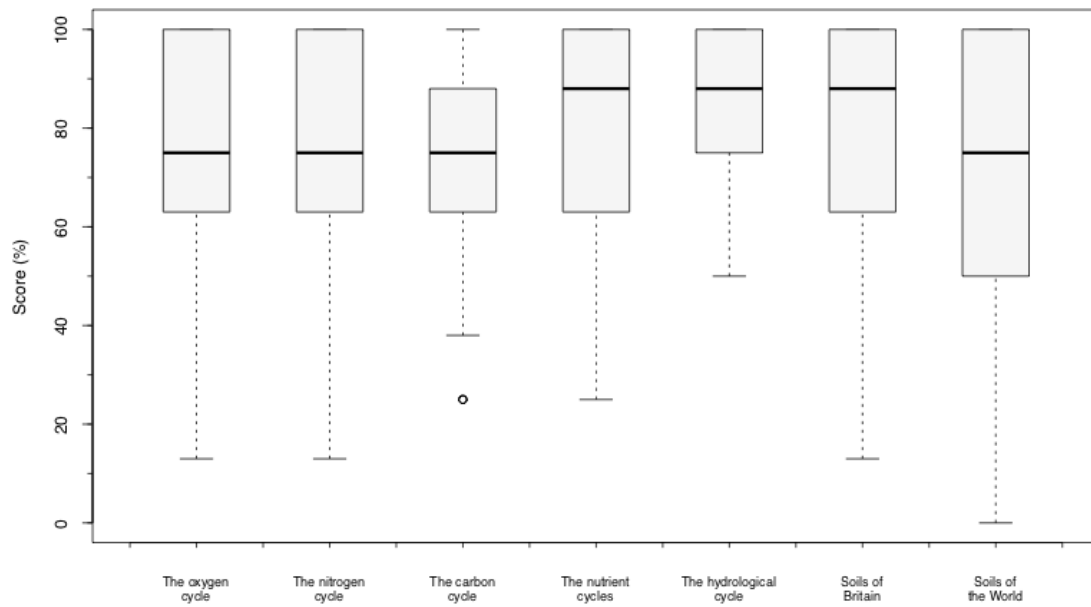 100
80
60
40
20
0
Score (%)
The oxygen
cycle
The nitrogen
cycle
The carbon
cycle
The nutrient
cycles
The hydrological
cycle
Soils of
Britain
Soils of
the World